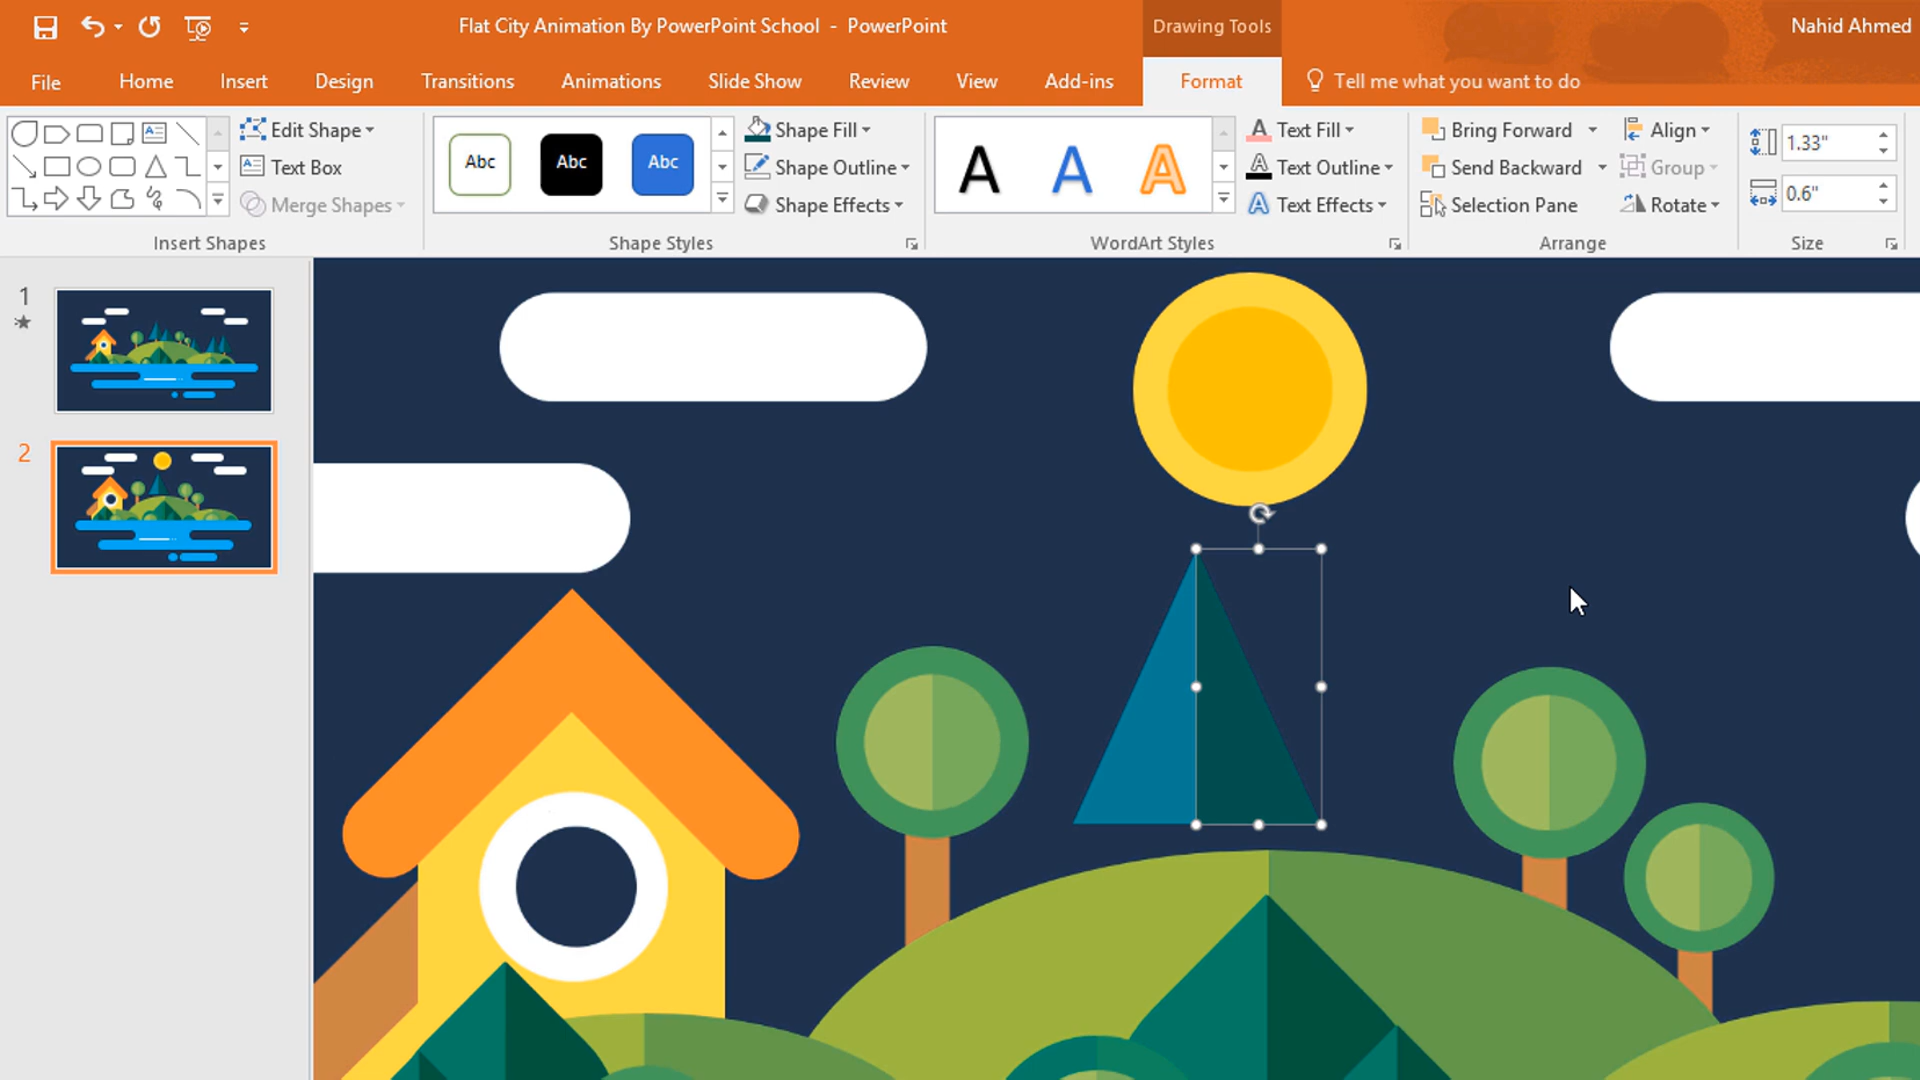 Flat City Animation By PowerPoint School - PowerPoint
Drawing Tools
Nahid Ahmed
File
Home
Insert
Design
Transitions
Animations
Slide Show
Review
View
Add-ins
Format
Tell me what you want to do
Edit Shape
Text Box
Merge Shapes
Insert Shapes
Abc
Abc
Abc
Shape Fill
Shape Outline
Shape Effects
Shape Styles
A
A
A
Text Fill
Text Outline
Text Effects
WordArt Styles
Bring Forward
Send Backward
Selection Pane
Align
Group
Rotate
Arrange
1.33"
0.6"
Size
1
2